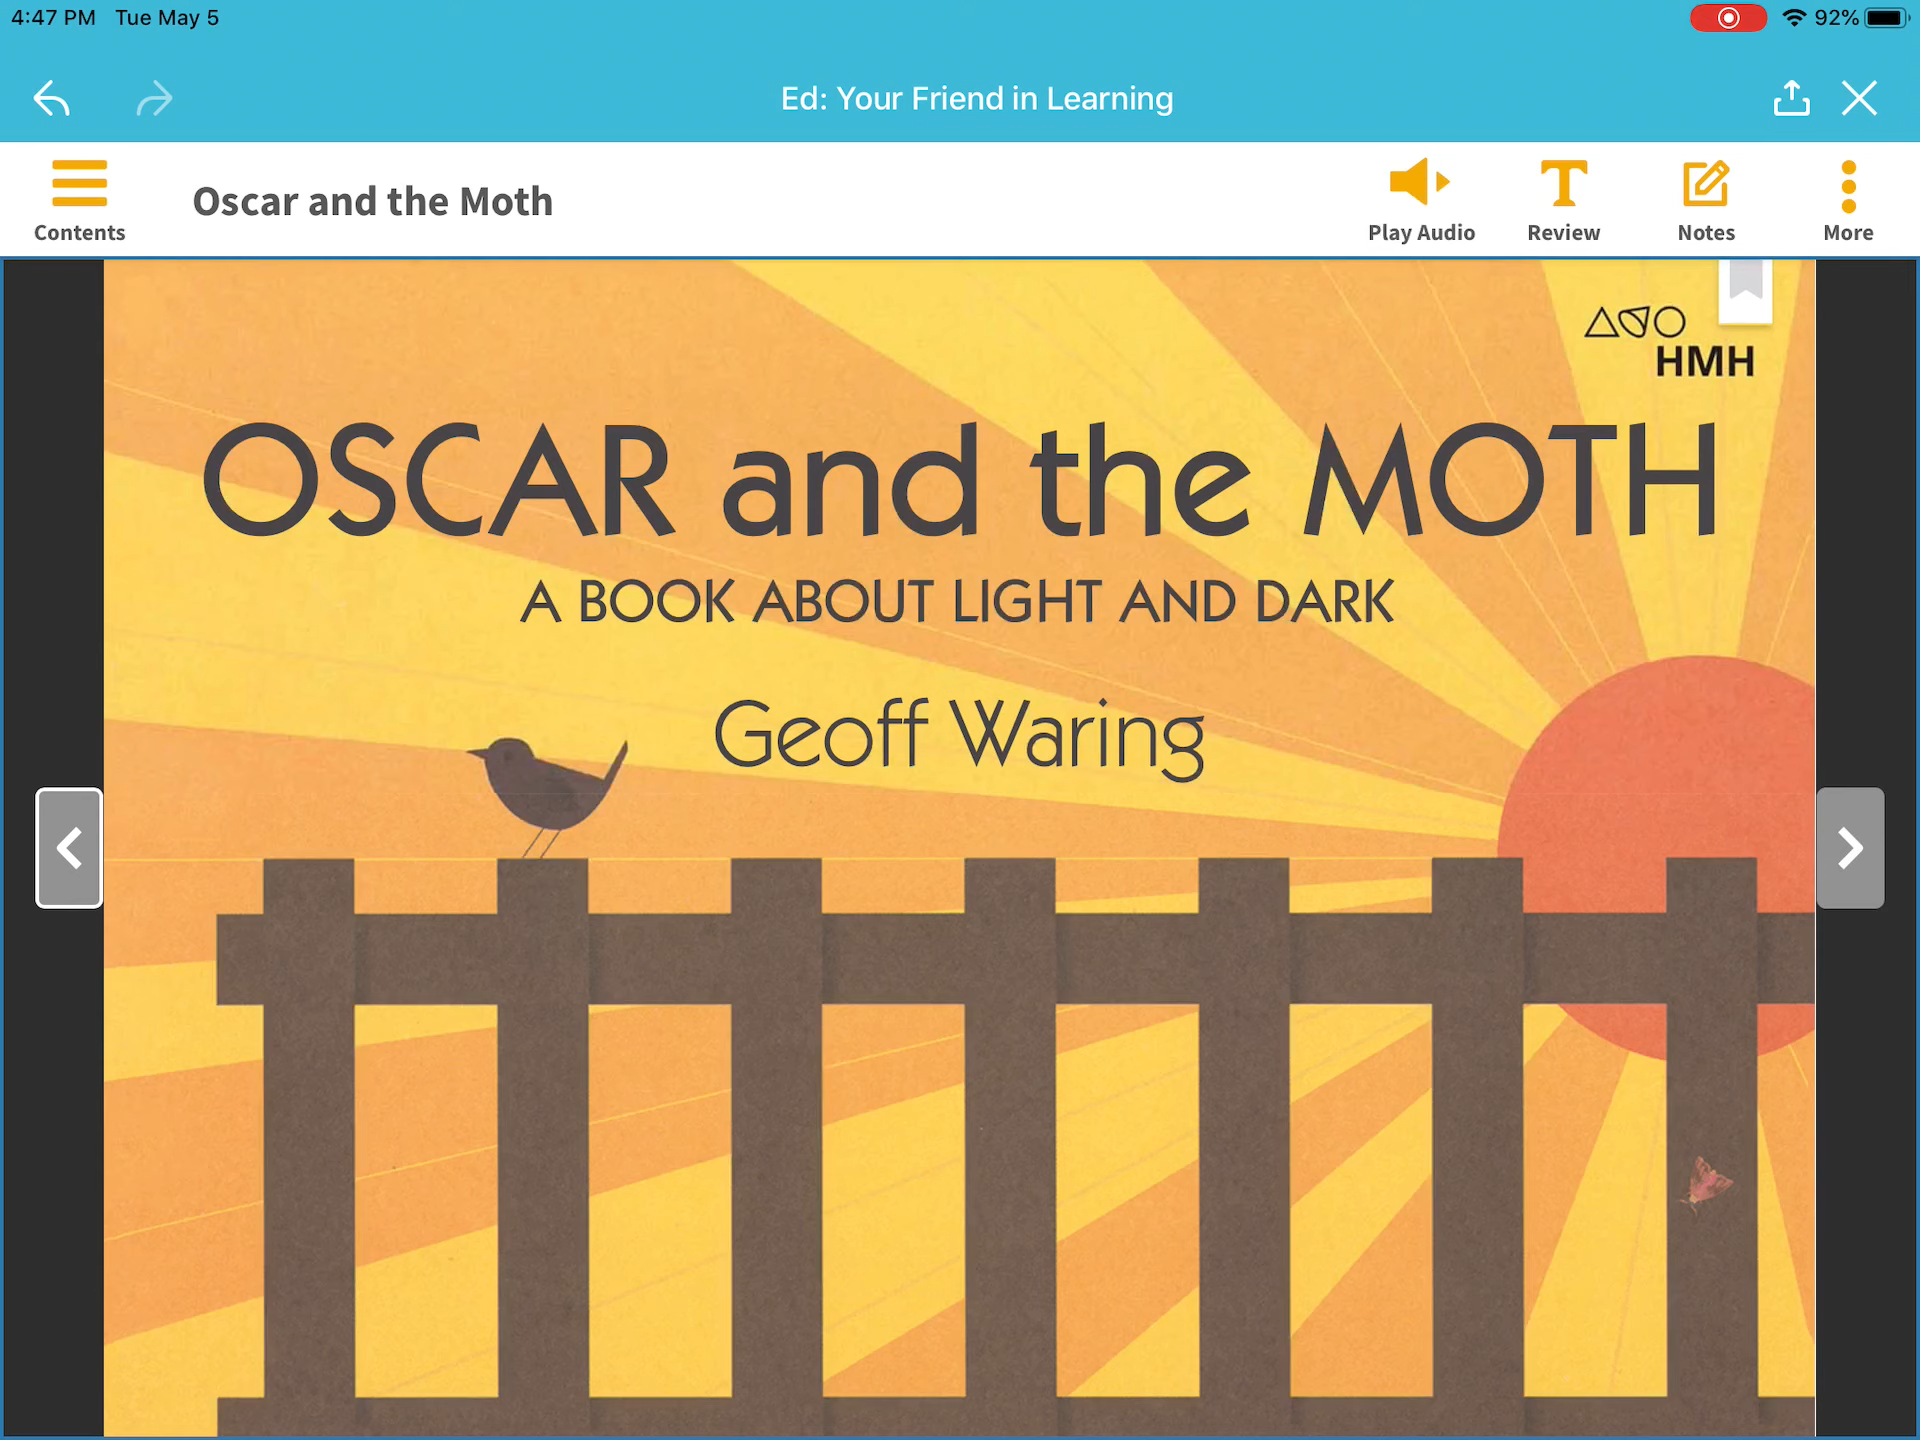 4:47 PM Tue May 5
92%
Ed: Your Friend in Learning
Contents
Oscar and the Moth
Play Audio
Review
Notes
More
HMH
OSCAR and the MOTH
A BOOK ABOUT LIGHT AND DARK
Geoff Waring